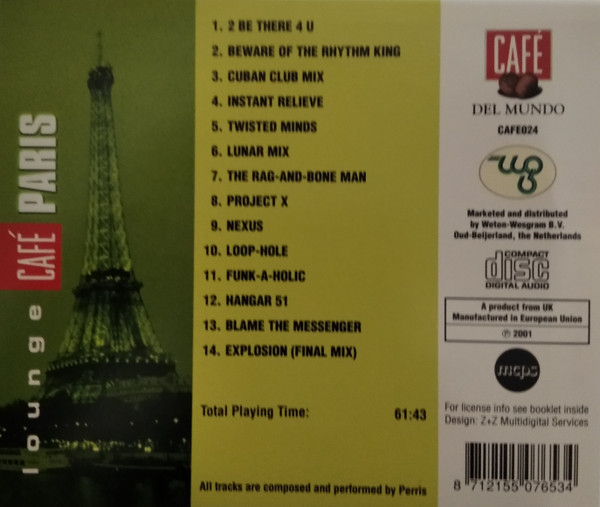 lounge CAFÉ PARIS
1. 2 BE THERE 4 U
2. BEWARE OF THE RHYTHM KING
3. CUBAN CLUB MIX
4. INSTANT RELIEVE
5. TWISTED MINDS
6. LUNAR MIX
7. THE RAG-AND-BONE MAN
8. PROJECT X
9. NEXUS
10. LOOP-HOLE
11. FUNK-A-HOLIC
12. HANGAR 51
13. BLAME THE MESSENGER
14. EXPLOSION (FINAL MIX)
Total Playing Time: 61:43
All tracks are composed and performed by Perris
CAFÉ
DEL MUNDO
CAFE024
wg
Marketed and distributed
by Weton-Wesgram B.V.
Oud-Beijerland, the Netherlands
COMPACT
disc
DIGITAL AUDIO
A product from UK
Manufactured in European Union
℗ 2001
mcps
For license info see booklet inside
Design: Z+Z Multidigital Services
8 712155 076534